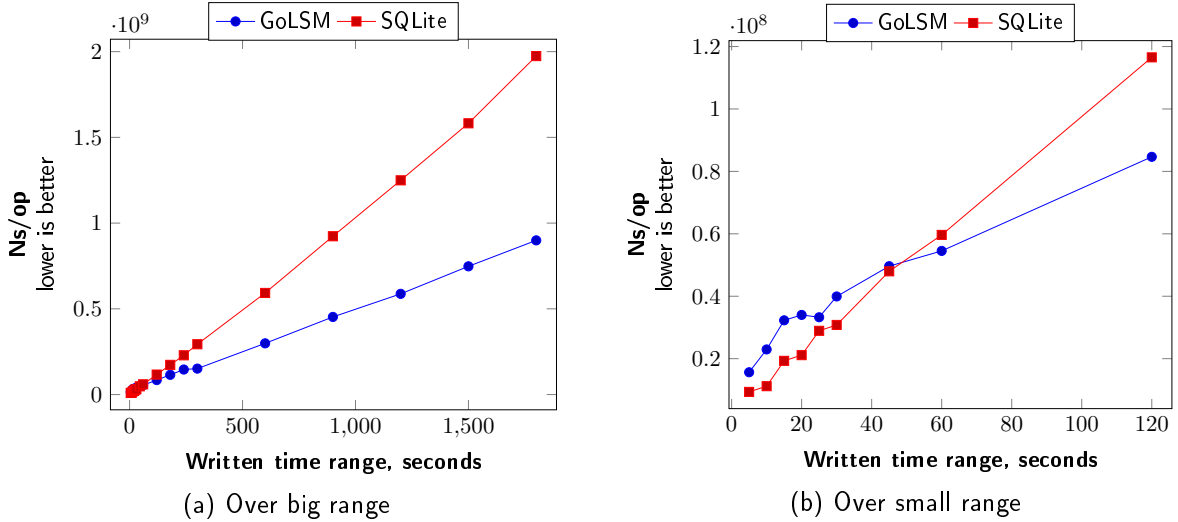 GoLSM SQLite
·10⁹
2
1.5
1
0.5
0
0 500 1,000 1,500
Ns/op
lower is better
Written time range, seconds
(a) Over big range
GoLSM SQLite
·10⁸
1.2
1
0.8
0.6
0.4
0.2
0 20 40 60 80 100 120
Ns/op
lower is better
Written time range, seconds
(b) Over small range